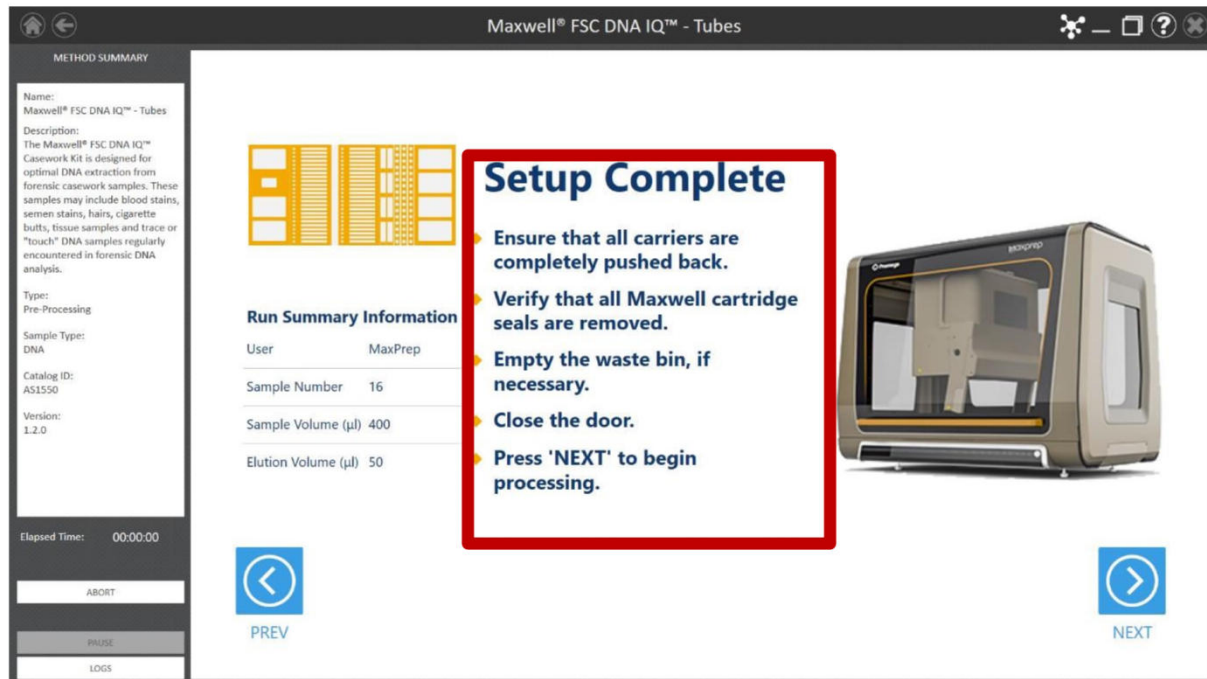 Maxwell® FSC DNA IQ™ - Tubes
METHOD SUMMARY
Name:
Maxwell® FSC DNA IQ™ - Tubes
Description:
The Maxwell® FSC DNA IQ™
Casework Kit is designed for
optimal DNA extraction from
forensic casework samples. These
samples may include blood stains,
semen stains, hairs, cigarette
butts, tissue samples and trace or
"touch" DNA samples regularly
encountered in forensic DNA
analysis.
Type:
Pre-Processing
Sample Type:
DNA
Catalog ID:
AS1550
Version:
1.2.0
Elapsed Time: 00:00:00
ABORT
PAUSE
LOGS
Run Summary Information
User MaxPrep
Sample Number 16
Sample Volume (µl) 400
Elution Volume (µl) 50
Setup Complete
Ensure that all carriers are
completely pushed back.
Verify that all Maxwell cartridge
seals are removed.
Empty the waste bin, if
necessary.
Close the door.
Press 'NEXT' to begin
processing.
Promega
Maxprep
PREV
NEXT